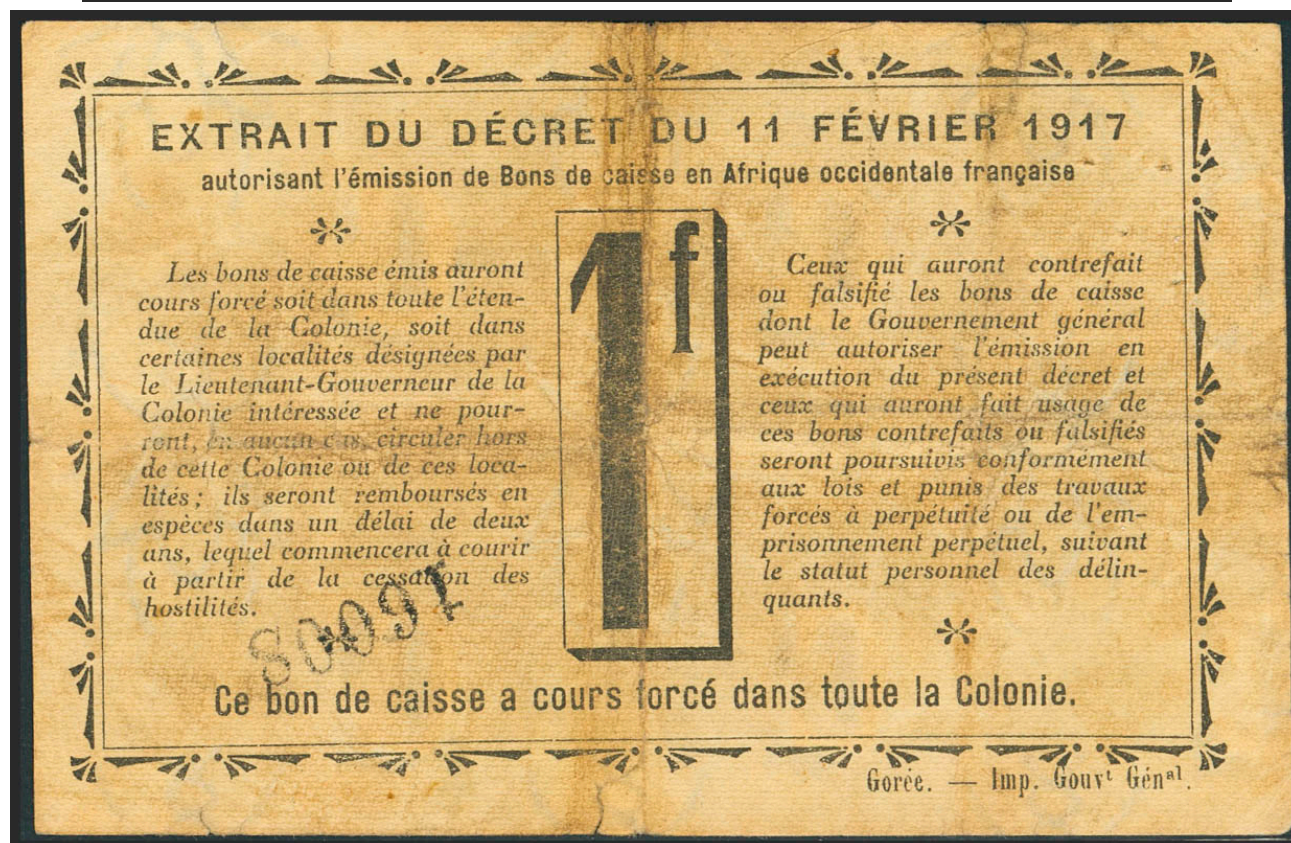 EXTRAIT DU DÉCRET DU 11 FÉVRIER 1917
autorisant l'émission de Bons de caisse en Afrique occidentale française
Les bons de caisse émis auront
cours forcé soit dans toute l'éten-
due de la Colonie, soit dans
certaines localités désignées par
le Lieutenant-Gouverneur de la
Colonie intéressée et ne pour-
ront, en aucun cas, circuler hors
de cette Colonie ou de ces loca-
lités; ils seront remboursés en
espèces dans un délai de deux
ans, lequel commencera à courir
à partir de la cessation des
hostilités.
1f
Ceux qui auront contrefait
ou falsifié les bons de caisse
dont le Gouvernement général
peut autoriser l'émission en
exécution du présent décret et
ceux qui auront fait usage de
ces bons contrefaits ou falsifiés
seront poursuivis conformément
aux lois et punis des travaux
forcés à perpétuité ou de l'em-
prisonnement perpétuel, suivant
le statut personnel des délin-
quants.
Ce bon de caisse a cours forcé dans toute la Colonie.
Gorée. — Imp. Gouvt Génal.